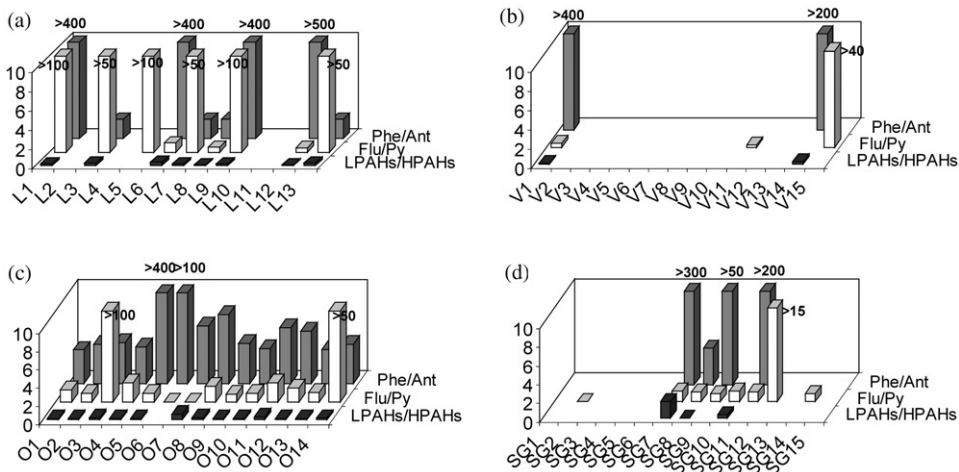 (a)
>400 >400 >400 >500
>100 >50 >100 >50 >100 >50
10
8
6
4
2
0
Phe/Ant
Flu/Py
LPAHs/HPAHs
L1 L2 L3 L4 L5 L6 L7 L8 L9 L10 L11 L12 L13
(b)
>400 >200
>40
10
8
6
4
2
0
Phe/Ant
Flu/Py
LPAHs/HPAHs
V1 V2 V3 V4 V5 V6 V7 V8 V9 V10 V11 V12 V13 V14 V15
(c)
>400 >100
>100 >50
10
8
6
4
2
0
Phe/Ant
Flu/Py
LPAHs/HPAHs
O1 O2 O3 O4 O5 O6 O7 O8 O9 O10 O11 O12 O13 O14
(d)
>300 >50 >200
>15
10
8
6
4
2
0
Phe/Ant
Flu/Py
LPAHs/HPAHs
SG1 SG2 SG3 SG4 SG5 SG6 SG7 SG8 SG9 SG10 SG11 SG12 SG13 SG14 SG15